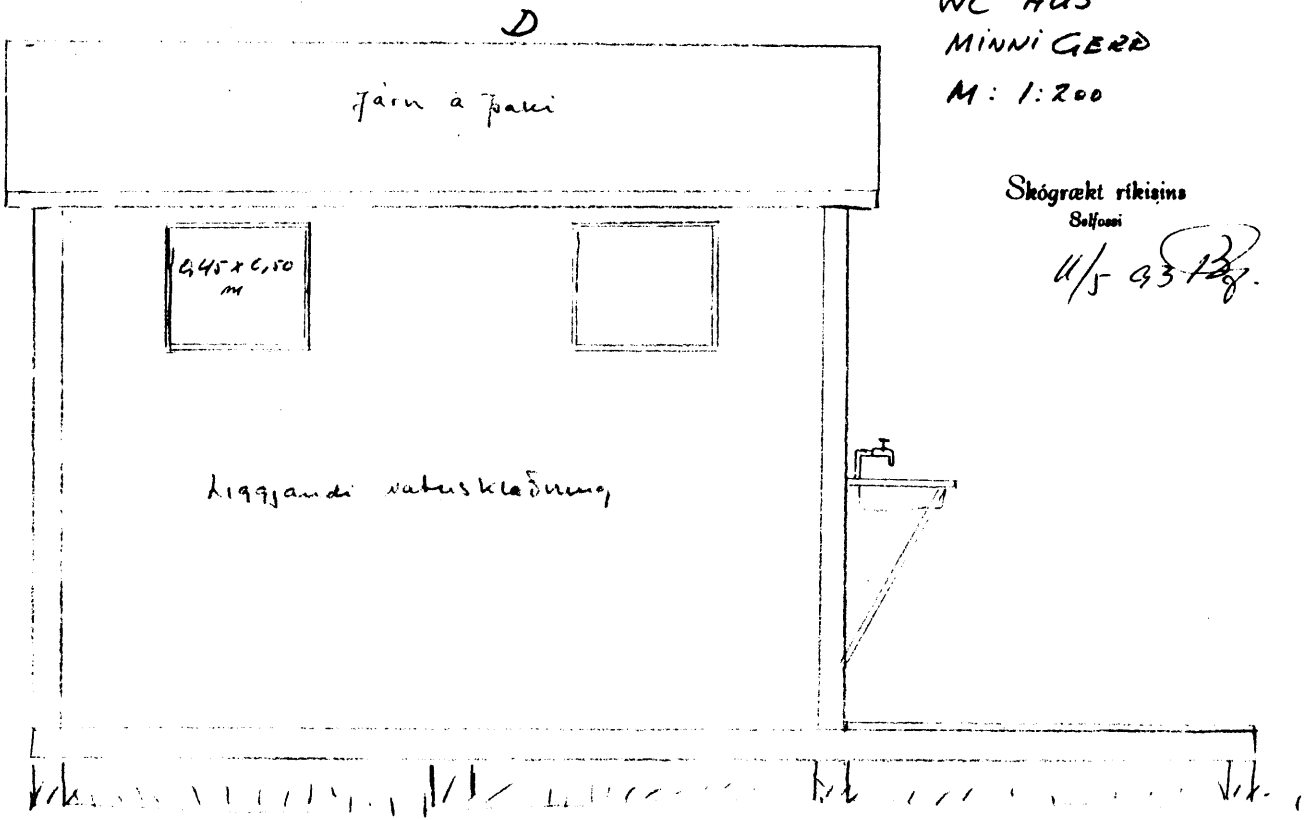 D
WC HÚS
MINNI GERÐ
M: 1:200
Járn á þaki
Skógrækt ríkisins
Selfossi
11/5 93
0,45 x 0,50
m
Liggjandi vatnsklæðning